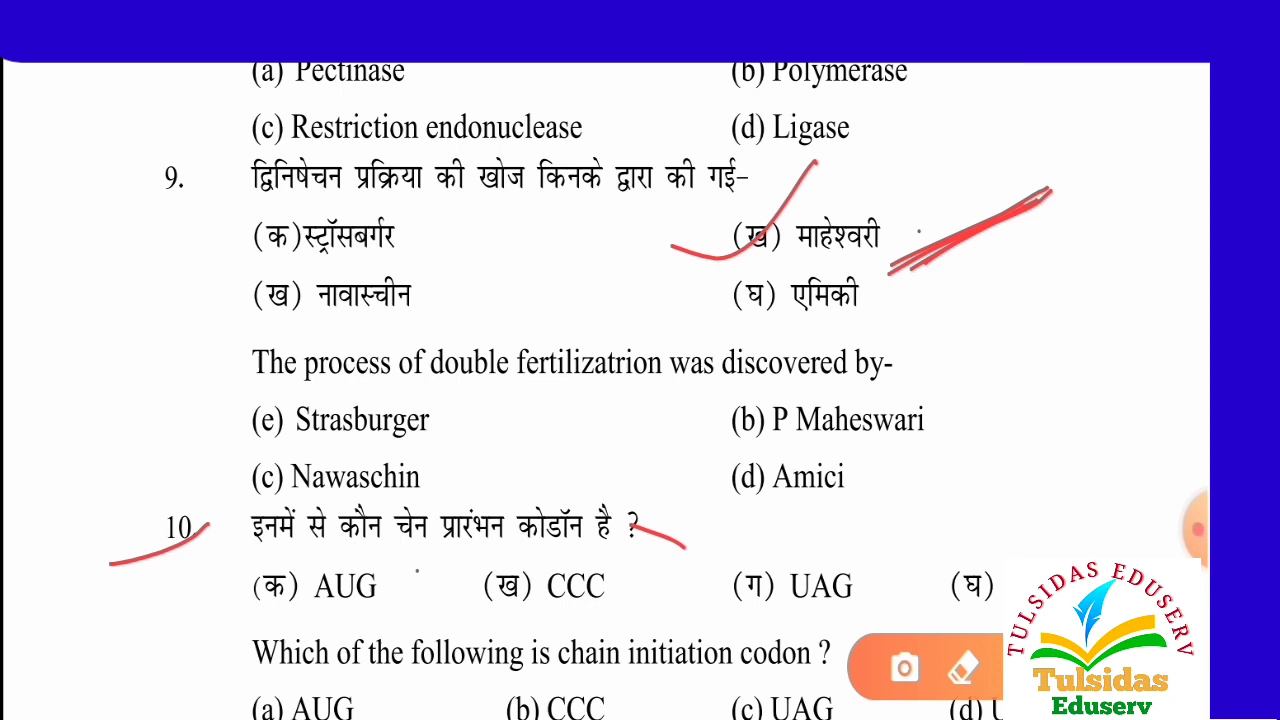 (a) Pectinase (b) Polymerase
(c) Restriction endonuclease (d) Ligase
9. द्विनिषेचन प्रक्रिया की खोज किनके द्वारा की गई–
(क)स्ट्रॉसबर्गर (ख) माहेश्वरी
(ख) नावास्चीन (घ) एमिकी
The process of double fertilizatrion was discovered by-
(e) Strasburger (b) P Maheswari
(c) Nawaschin (d) Amici
10. इनमें से कौन चेन प्रारंभन कोडॉन है ?
(क) AUG (ख) CCC (ग) UAG (घ)
Which of the following is chain initiation codon ?
(a) AUG (b) CCC (c) UAG (d) U
TULSIDAS EDUSERV
Tulsidas
Eduserv